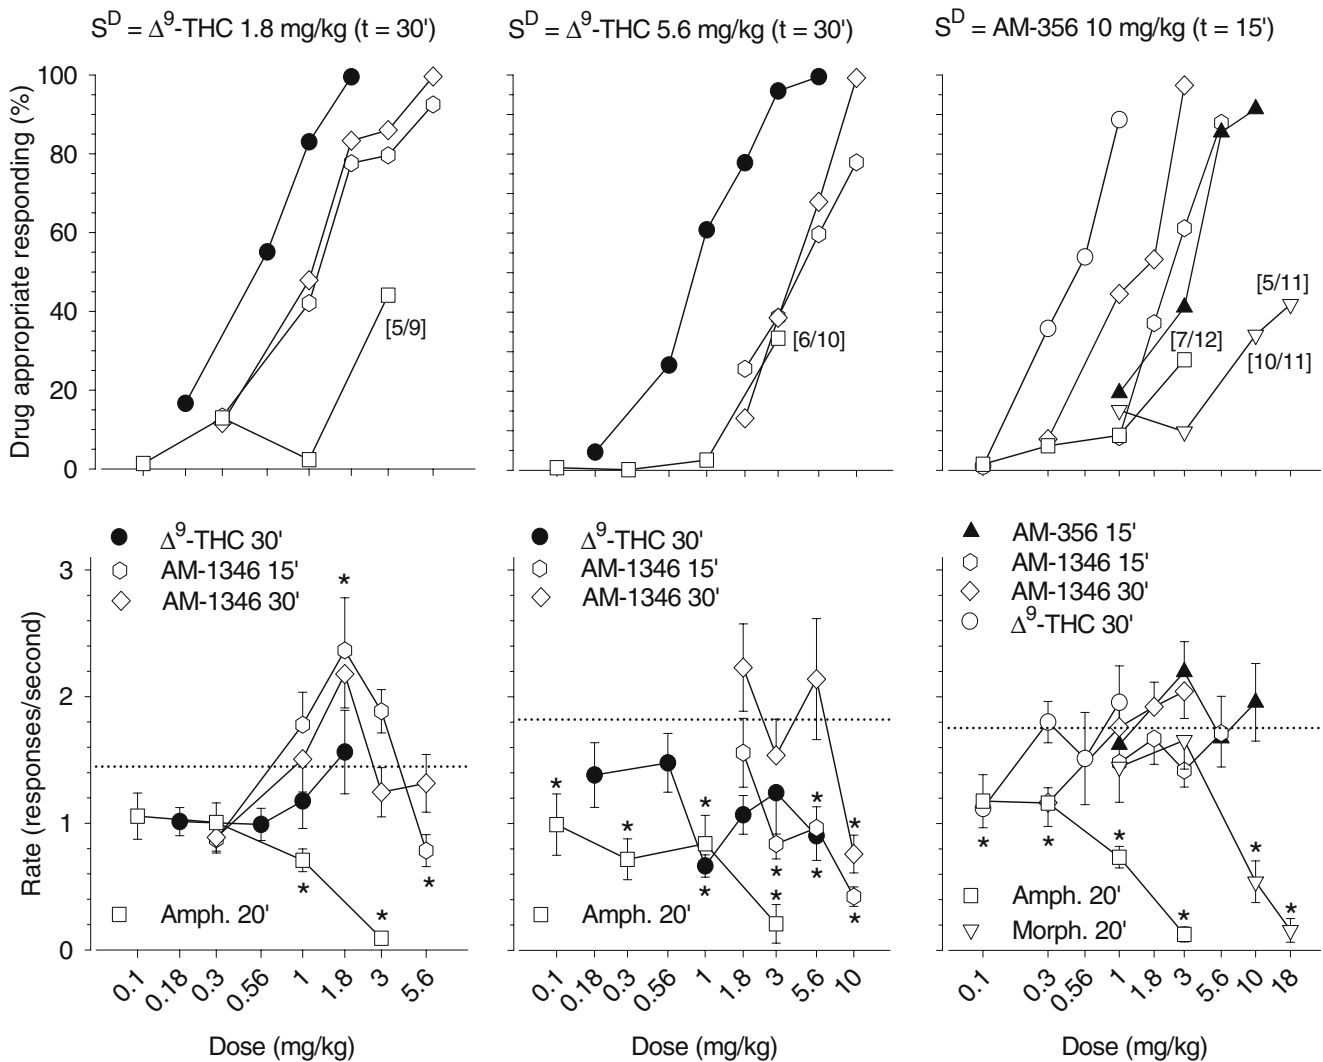 S^D = Δ^9-THC 1.8 mg/kg (t = 30')
S^D = Δ^9-THC 5.6 mg/kg (t = 30')
S^D = AM-356 10 mg/kg (t = 15')
Drug appropriate responding (%)
100
80
60
40
20
0
[5/9]
[6/10]
[7/12]
[5/11]
[10/11]
Rate (responses/second)
3
2
1
0
Δ^9-THC 30'
AM-1346 15'
AM-1346 30'
* * * *
Amph. 20'
Δ^9-THC 30'
AM-1346 15'
AM-1346 30'
* * * * * * * * * *
Amph. 20'
AM-356 15'
AM-1346 15'
AM-1346 30'
Δ^9-THC 30'
* * * * * *
Amph. 20'
Morph. 20'
0.1 0.18 0.3 0.56 1 1.8 3 5.6
0.1 0.18 0.3 0.56 1 1.8 3 5.6 10
0.1 0.3 0.56 1 1.8 3 5.6 10 18
Dose (mg/kg)
Dose (mg/kg)
Dose (mg/kg)